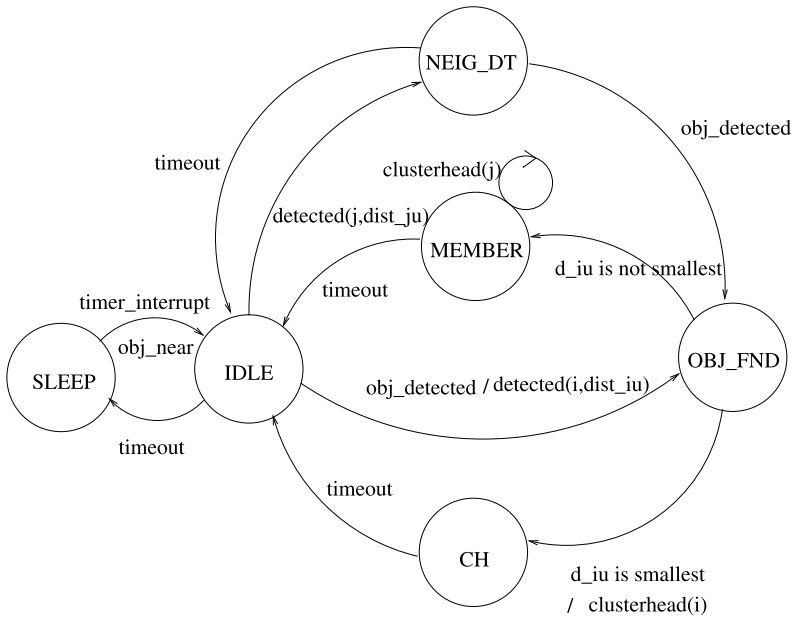 NEIG_DT
obj_detected
timeout
clusterhead(j)
detected(j,dist_ju)
MEMBER
d_iu is not smallest
timeout
timer_interrupt
obj_near
SLEEP
IDLE
OBJ_FND
obj_detected / detected(i,dist_iu)
timeout
timeout
CH
d_iu is smallest
/ clusterhead(i)